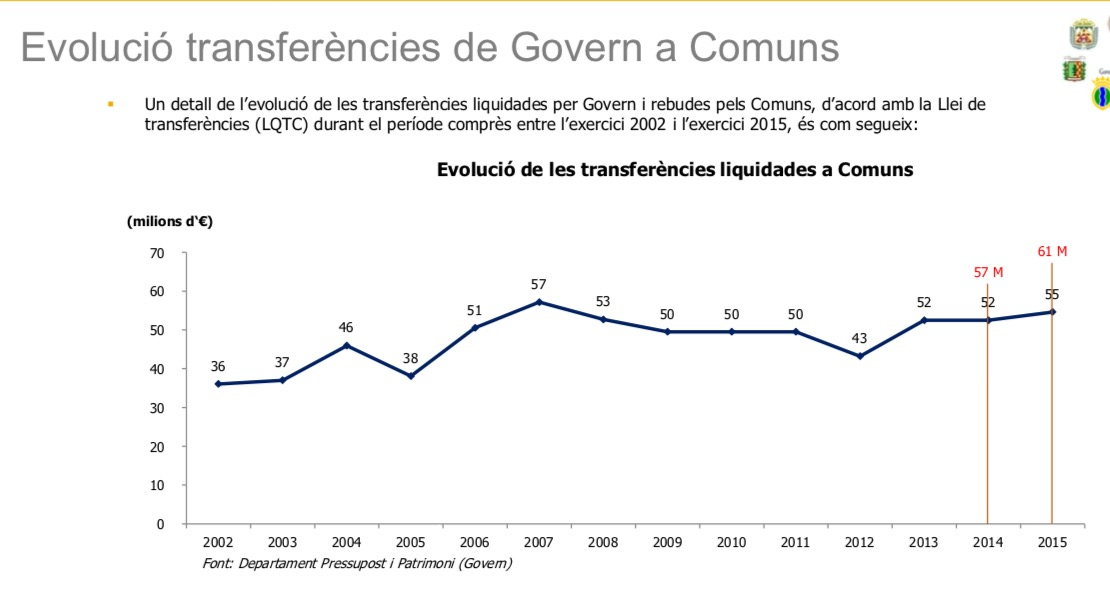 Evolució transferències de Govern a Comuns
Un detall de l'evolució de les transferències liquidades per Govern i rebudes pels Comuns, d'acord amb la Llei de
transferències (LQTC) durant el període comprès entre l'exercici 2002 i l'exercici 2015, és com segueix:
Evolució de les transferències liquidades a Comuns
(milions d'€)
70
60
50
40
30
20
10
0
36
37
46
38
51
57
53
50
50
50
43
52
52
55
57 M
61 M
2002 2003 2004 2005 2006 2007 2008 2009 2010 2011 2012 2013 2014 2015
Font: Departament Pressupost i Patrimoni (Govern)